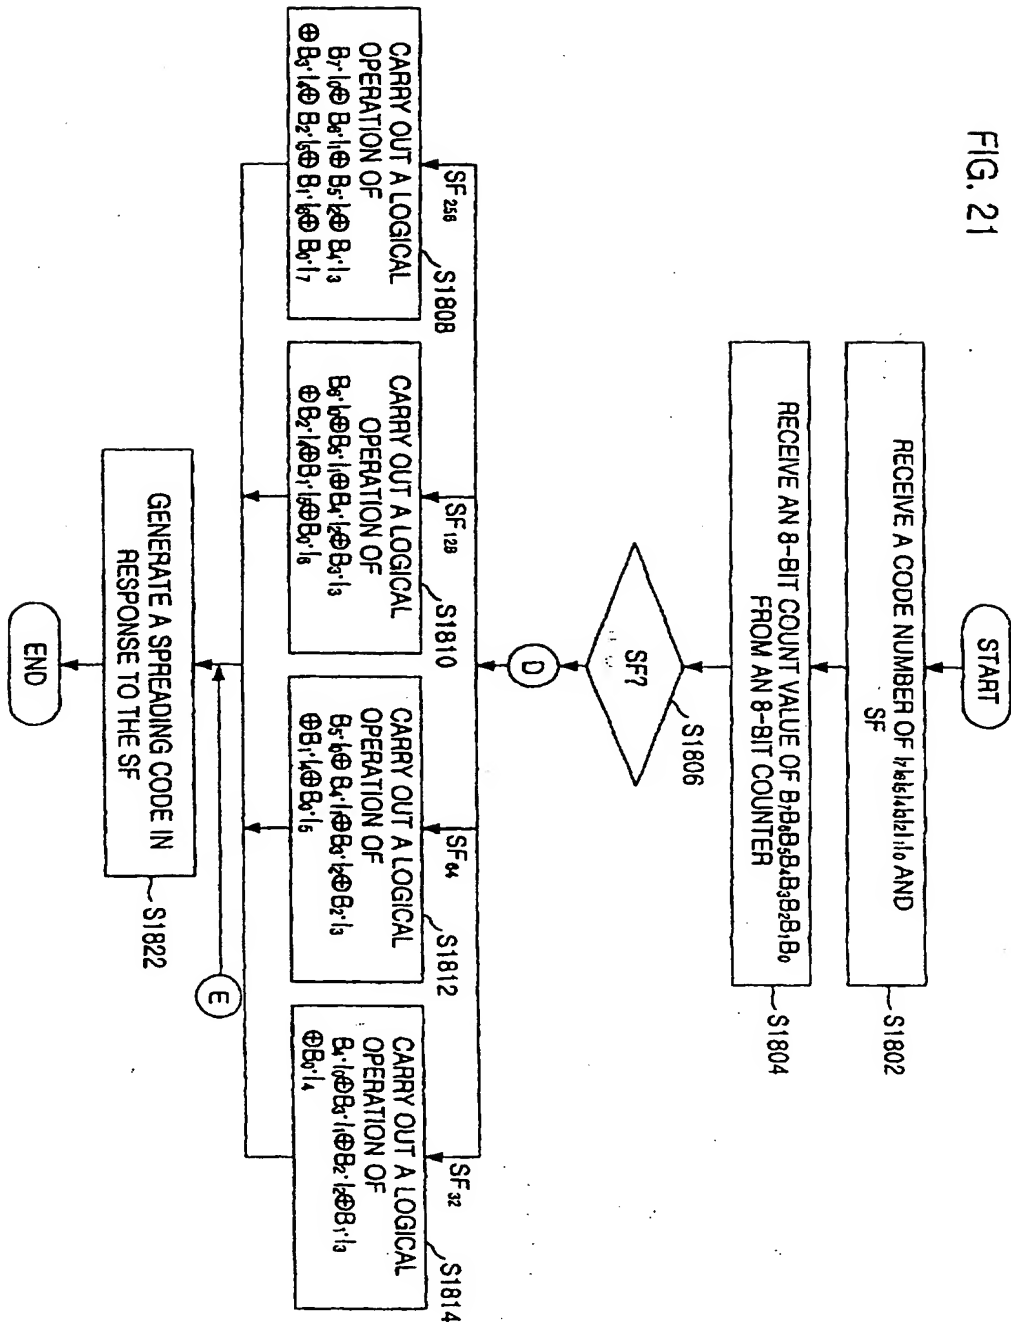 FIG. 21
START
RECEIVE A CODE NUMBER OF I₇I₆I₅I₄I₃I₂I₁I₀ AND
SF
S1802
RECEIVE AN 8-BIT COUNT VALUE OF B₇B₆B₅B₄B₃B₂B₁B₀
FROM AN 8-BIT COUNTER
S1804
SF?
S1806
D
SF₂₅₆
S1808
CARRY OUT A LOGICAL
OPERATION OF
B₇·I₀⊕B₆·I₁⊕B₅·I₂⊕B₄·I₃
⊕B₃·I₄⊕B₂·I₅⊕B₁·I₆⊕B₀·I₇
SF₁₂₈
S1810
CARRY OUT A LOGICAL
OPERATION OF
B₆·I₀⊕B₅·I₁⊕B₄·I₂⊕B₃·I₃
⊕B₂·I₄⊕B₁·I₅⊕B₀·I₆
SF₆₄
S1812
CARRY OUT A LOGICAL
OPERATION OF
B₅·I₀⊕B₄·I₁⊕B₃·I₂⊕B₂·I₃
⊕B₁·I₄⊕B₀·I₅
SF₃₂
S1814
CARRY OUT A LOGICAL
OPERATION OF
B₄·I₀⊕B₃·I₁⊕B₂·I₂⊕B₁·I₃
⊕B₀·I₄
E
GENERATE A SPREADING CODE IN
RESPONSE TO THE SF
S1822
END